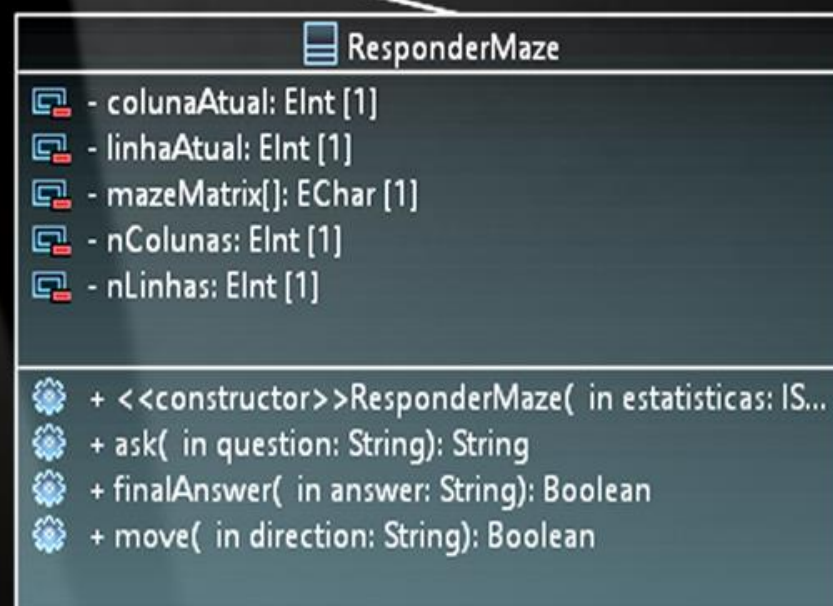 ResponderMaze
- colunaAtual: EInt [1]
- linhaAtual: EInt [1]
- mazeMatrix[]: EChar [1]
- nColunas: EInt [1]
- nLinhas: EInt [1]
+ <<constructor>>ResponderMaze( in estatisticas: IS...
+ ask( in question: String): String
+ finalAnswer( in answer: String): Boolean
+ move( in direction: String): Boolean